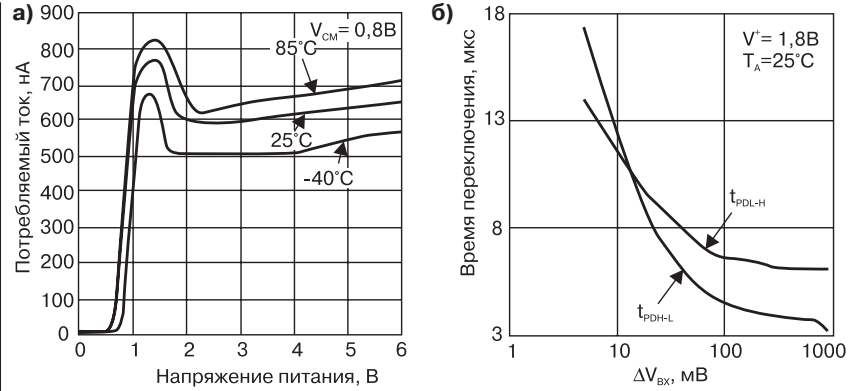 а)
Потребляемый ток, нА
900
800
700
600
500
400
300
200
100
0
0 1 2 3 4 5 6
Напряжение питания, В
V_CM = 0,8В
85°C
25°C
-40°C
б)
Время переключения, мкс
18
13
8
3
1 10 100 1000
ΔV_ВХ, мВ
V⁺ = 1,8В
T_A=25°C
t_PDL-H
t_PDH-L